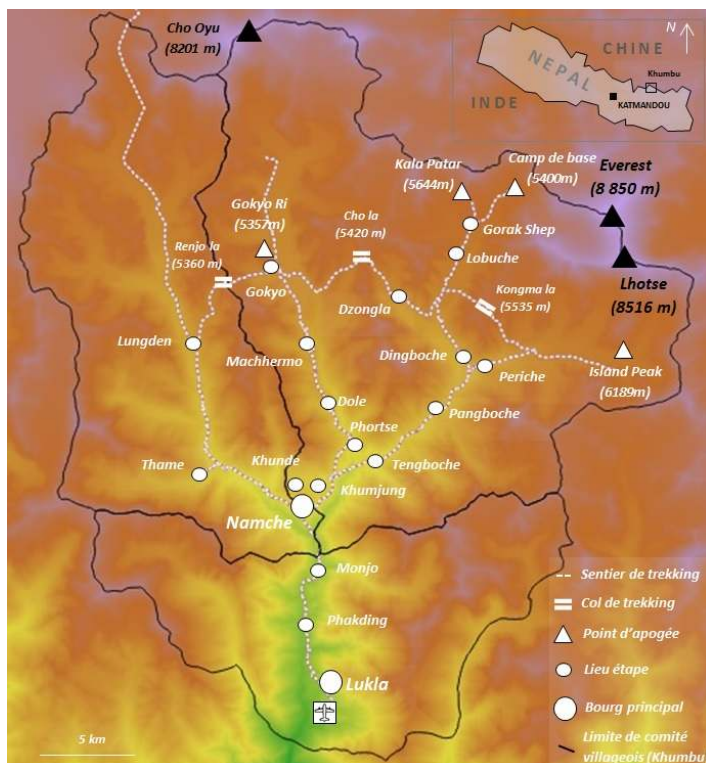 Cho Oyu
(8201 m)
N
CHINE
NEPAL
Khumbu
INDE
KATMANDOU
Kala Patar
(5644m)
Camp de base
(5400m)
Everest
(8 850 m)
Gokyo Ri
(5357m)
Cho la
(5420 m)
Gorak Shep
Renjo la
(5360 m)
Lobuche
Lhotse
(8516 m)
Gokyo
Kongma la
(5535 m)
Dzongla
Lungden
Machhermo
Dingboche
Periche
Island Peak
(6189m)
Dole
Pangboche
Phortse
Thame
Khunde
Tengboche
Khumjung
Namche
Monjo
Sentier de trekking
Col de trekking
Phakding
Point d'apogée
Lieu étape
Lukla
Bourg principal
5 km
Limite de comité
villageois (Khumbu